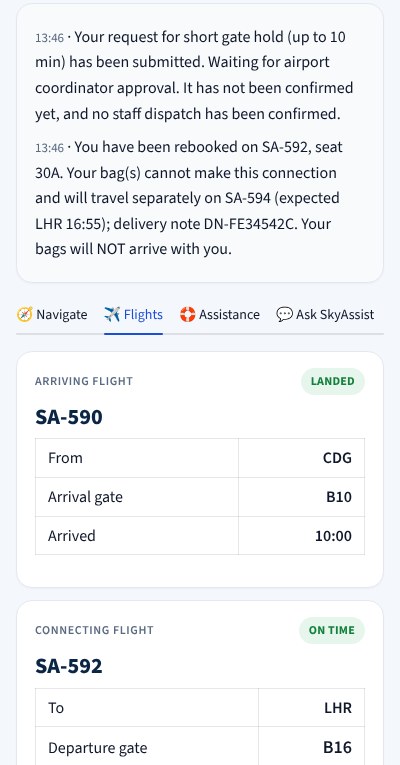 13:46 · Your request for short gate hold (up to 10
min) has been submitted. Waiting for airport
coordinator approval. It has not been confirmed
yet, and no staff dispatch has been confirmed.
13:46 · You have been rebooked on SA-592, seat
30A. Your bag(s) cannot make this connection
and will travel separately on SA-594 (expected
LHR 16:55); delivery note DN-FE34542C. Your
bags will NOT arrive with you.
🧭 Navigate ✈️ Flights 🛟 Assistance 💬 Ask SkyAssist
ARRIVING FLIGHT LANDED
SA-590
From CDG
Arrival gate B10
Arrived 10:00
CONNECTING FLIGHT ON TIME
SA-592
To LHR
Departure gate B16